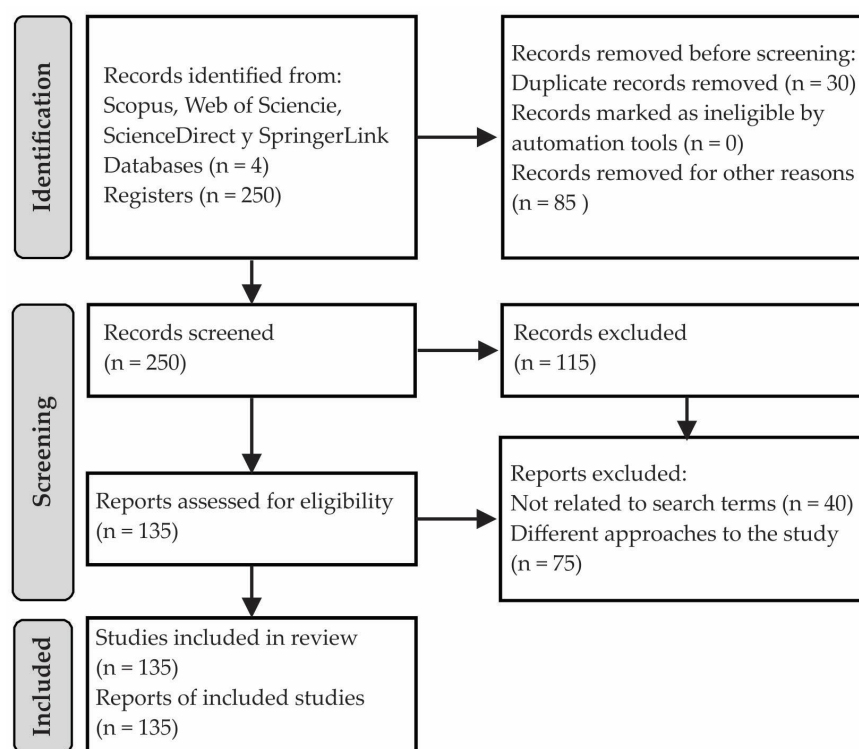 Identification
Records identified from:
Scopus, Web of Sciencie,
ScienceDirect y SpringerLink
Databases (n = 4)
Registers (n = 250)
Records removed before screening:
Duplicate records removed (n = 30)
Records marked as ineligible by
automation tools (n = 0)
Records removed for other reasons
(n = 85 )
Screening
Records screened
(n = 250)
Records excluded
(n = 115)
Reports assessed for eligibility
(n = 135)
Reports excluded:
Not related to search terms (n = 40)
Different approaches to the study
(n = 75)
Included
Studies included in review
(n = 135)
Reports of included studies
(n = 135)